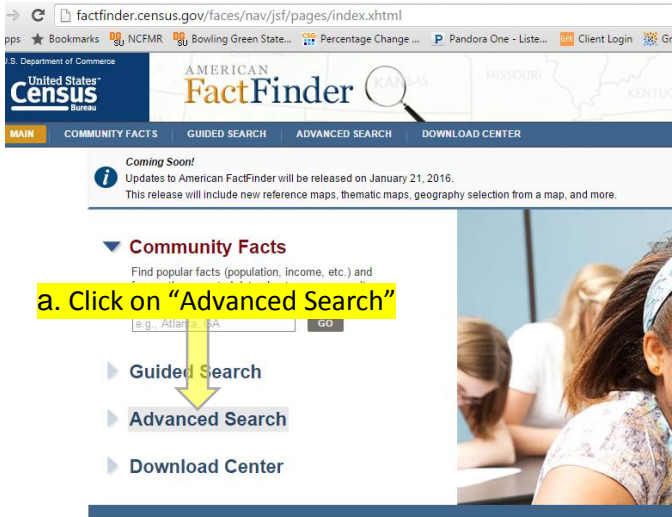 factfinder.census.gov/faces/nav/jsf/pages/index.xhtml
Bookmarks NCFMR Bowling Green State... Percentage Change ... Pandora One - Liste... Client Login
U.S. Department of Commerce
United States™
Census
Bureau
AMERICAN
FactFinder
KANSAS MISSOURI
MAIN COMMUNITY FACTS GUIDED SEARCH ADVANCED SEARCH DOWNLOAD CENTER
Coming Soon!
Updates to American FactFinder will be released on January 21, 2016.
This release will include new reference maps, thematic maps, geography selection from a map, and more.
Community Facts
Find popular facts (population, income, etc.) and
a. Click on “Advanced Search”
e.g., Atlanta, GA GO
Guided Search
Advanced Search
Download Center